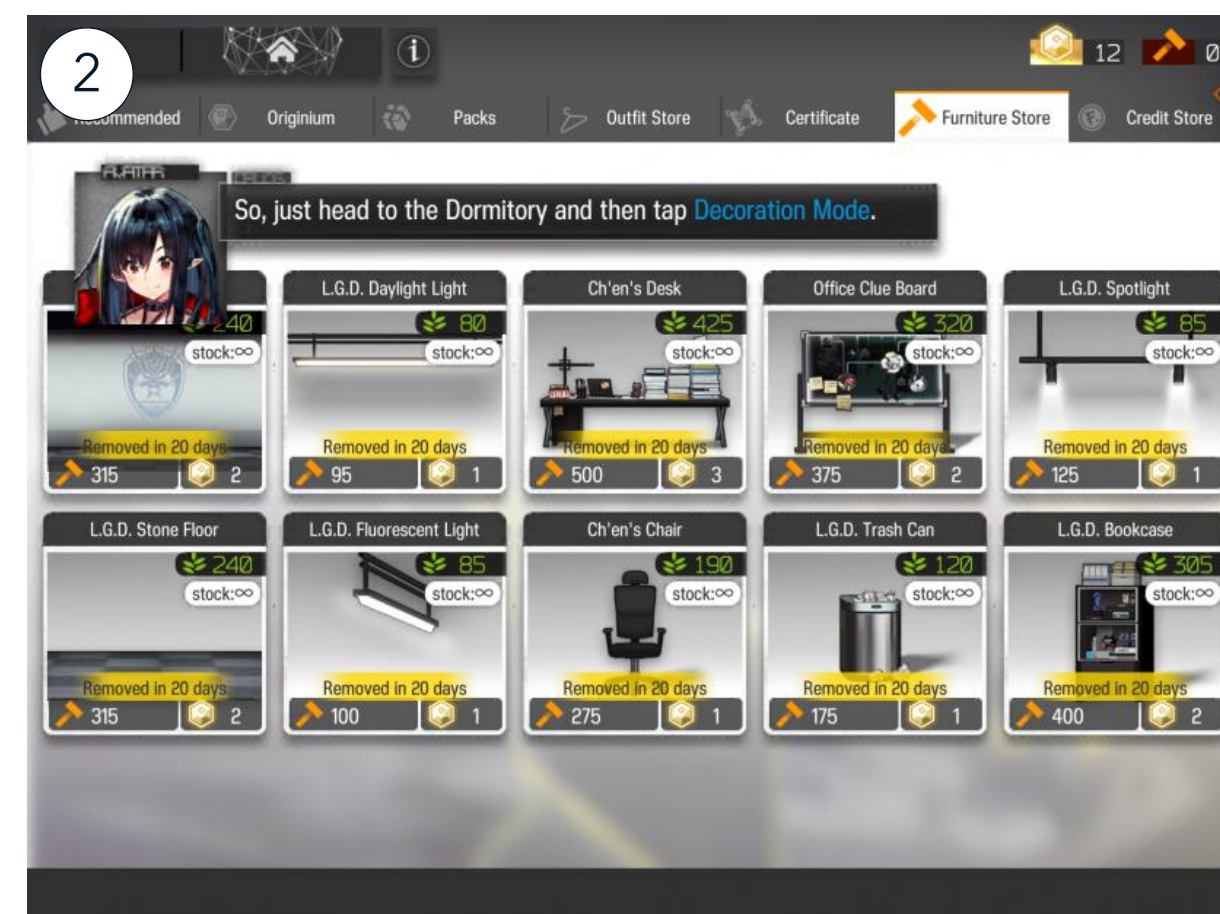 2
12
0
Recommended
Originium
Packs
Outfit Store
Certificate
Furniture Store
Credit Store
So, just head to the Dormitory and then tap Decoration Mode.
L.G.D. Daylight Light
Ch'en's Desk
Office Clue Board
L.G.D. Spotlight
240
80
425
320
85
stock:∞
stock:∞
stock:∞
stock:∞
stock:∞
Removed in 20 days
Removed in 20 days
Removed in 20 days
Removed in 20 days
Removed in 20 days
315
2
95
1
500
3
375
2
125
1
L.G.D. Stone Floor
L.G.D. Fluorescent Light
Ch'en's Chair
L.G.D. Trash Can
L.G.D. Bookcase
240
85
190
120
305
stock:∞
stock:∞
stock:∞
stock:∞
stock:∞
Removed in 20 days
Removed in 20 days
Removed in 20 days
Removed in 20 days
Removed in 20 days
315
2
100
1
275
1
175
1
400
2